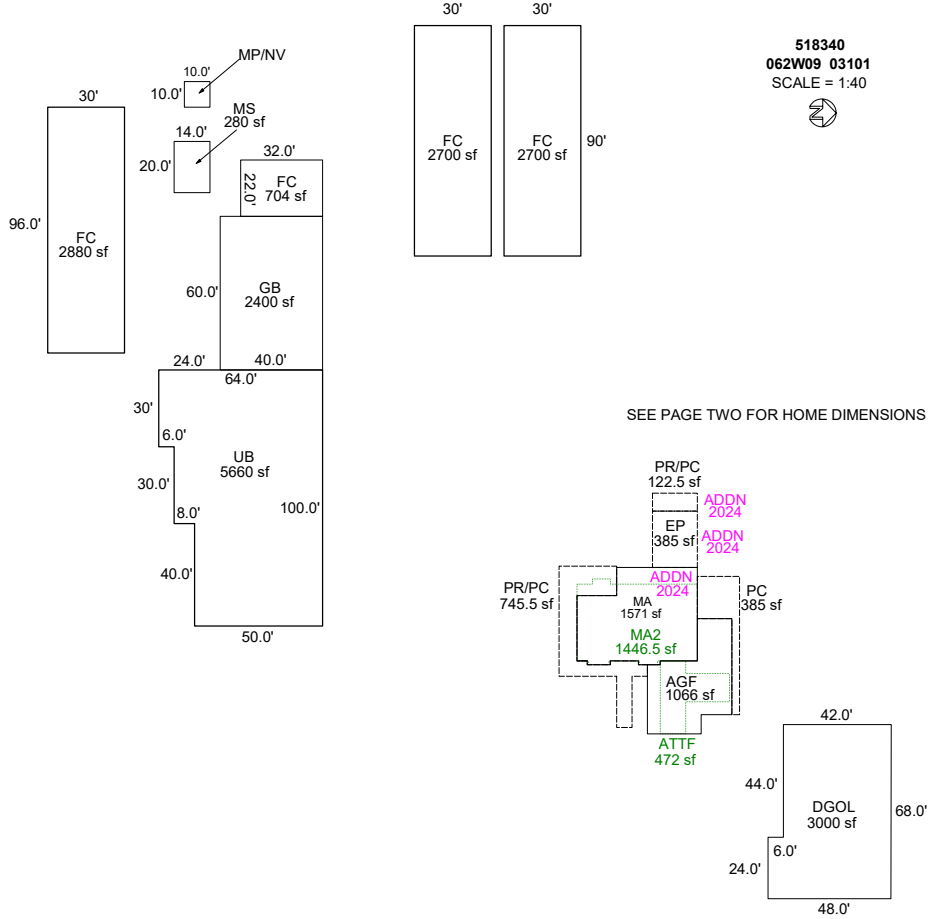 30'
30'
518340
062W09 03101
SCALE = 1:40
MP/NV
10.0'
10.0'
30'
MS
280 sf
14.0'
20.0'
32.0'
FC
704 sf
22.0'
96.0'
FC
2880 sf
FC
2700 sf
FC
2700 sf
90'
60.0'
GB
2400 sf
24.0'
40.0'
64.0'
30'
6.0'
UB
5660 sf
30.0'
8.0'
100.0'
40.0'
50.0'
SEE PAGE TWO FOR HOME DIMENSIONS
PR/PC
122.5 sf
ADDN
2024
EP
385 sf
ADDN
2024
ADDN
2024
PR/PC
745.5 sf
MA
1571 sf
PC
385 sf
MA2
1446.5 sf
AGF
1066 sf
ATTF
472 sf
42.0'
44.0'
DGOL
3000 sf
68.0'
6.0'
24.0'
48.0'